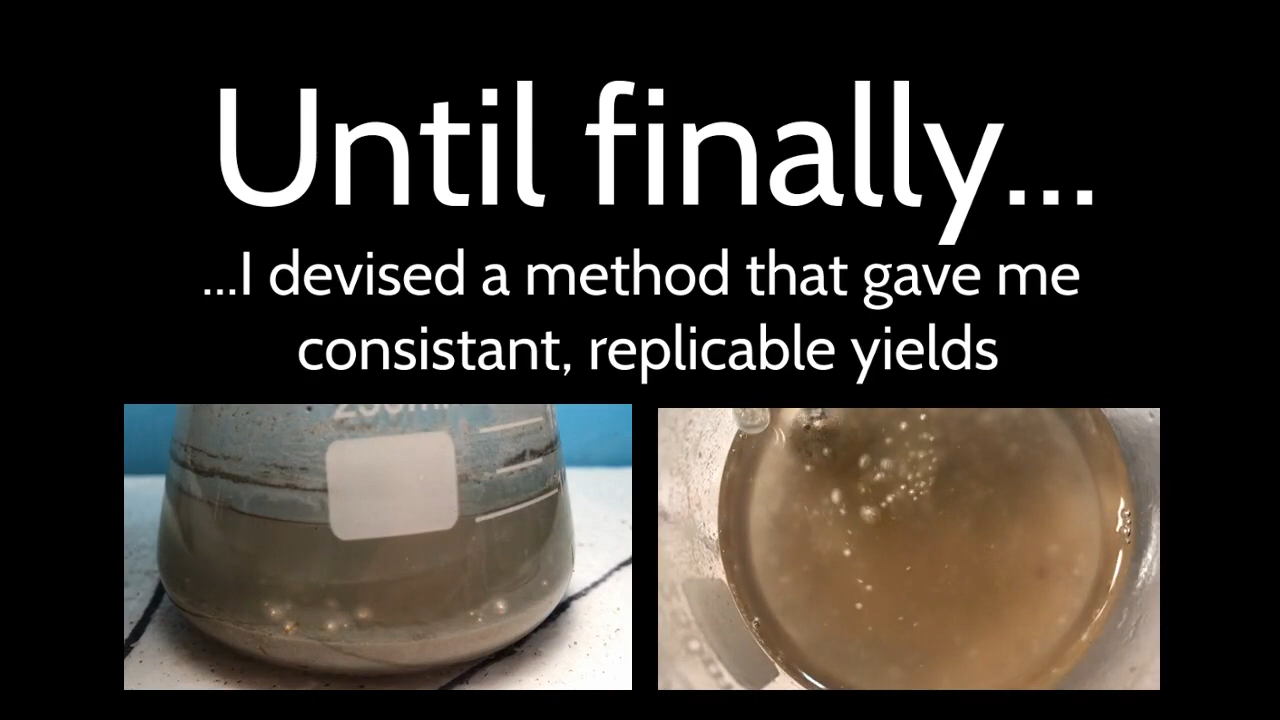 Until finally...
...I devised a method that gave me
consistant, replicable yields